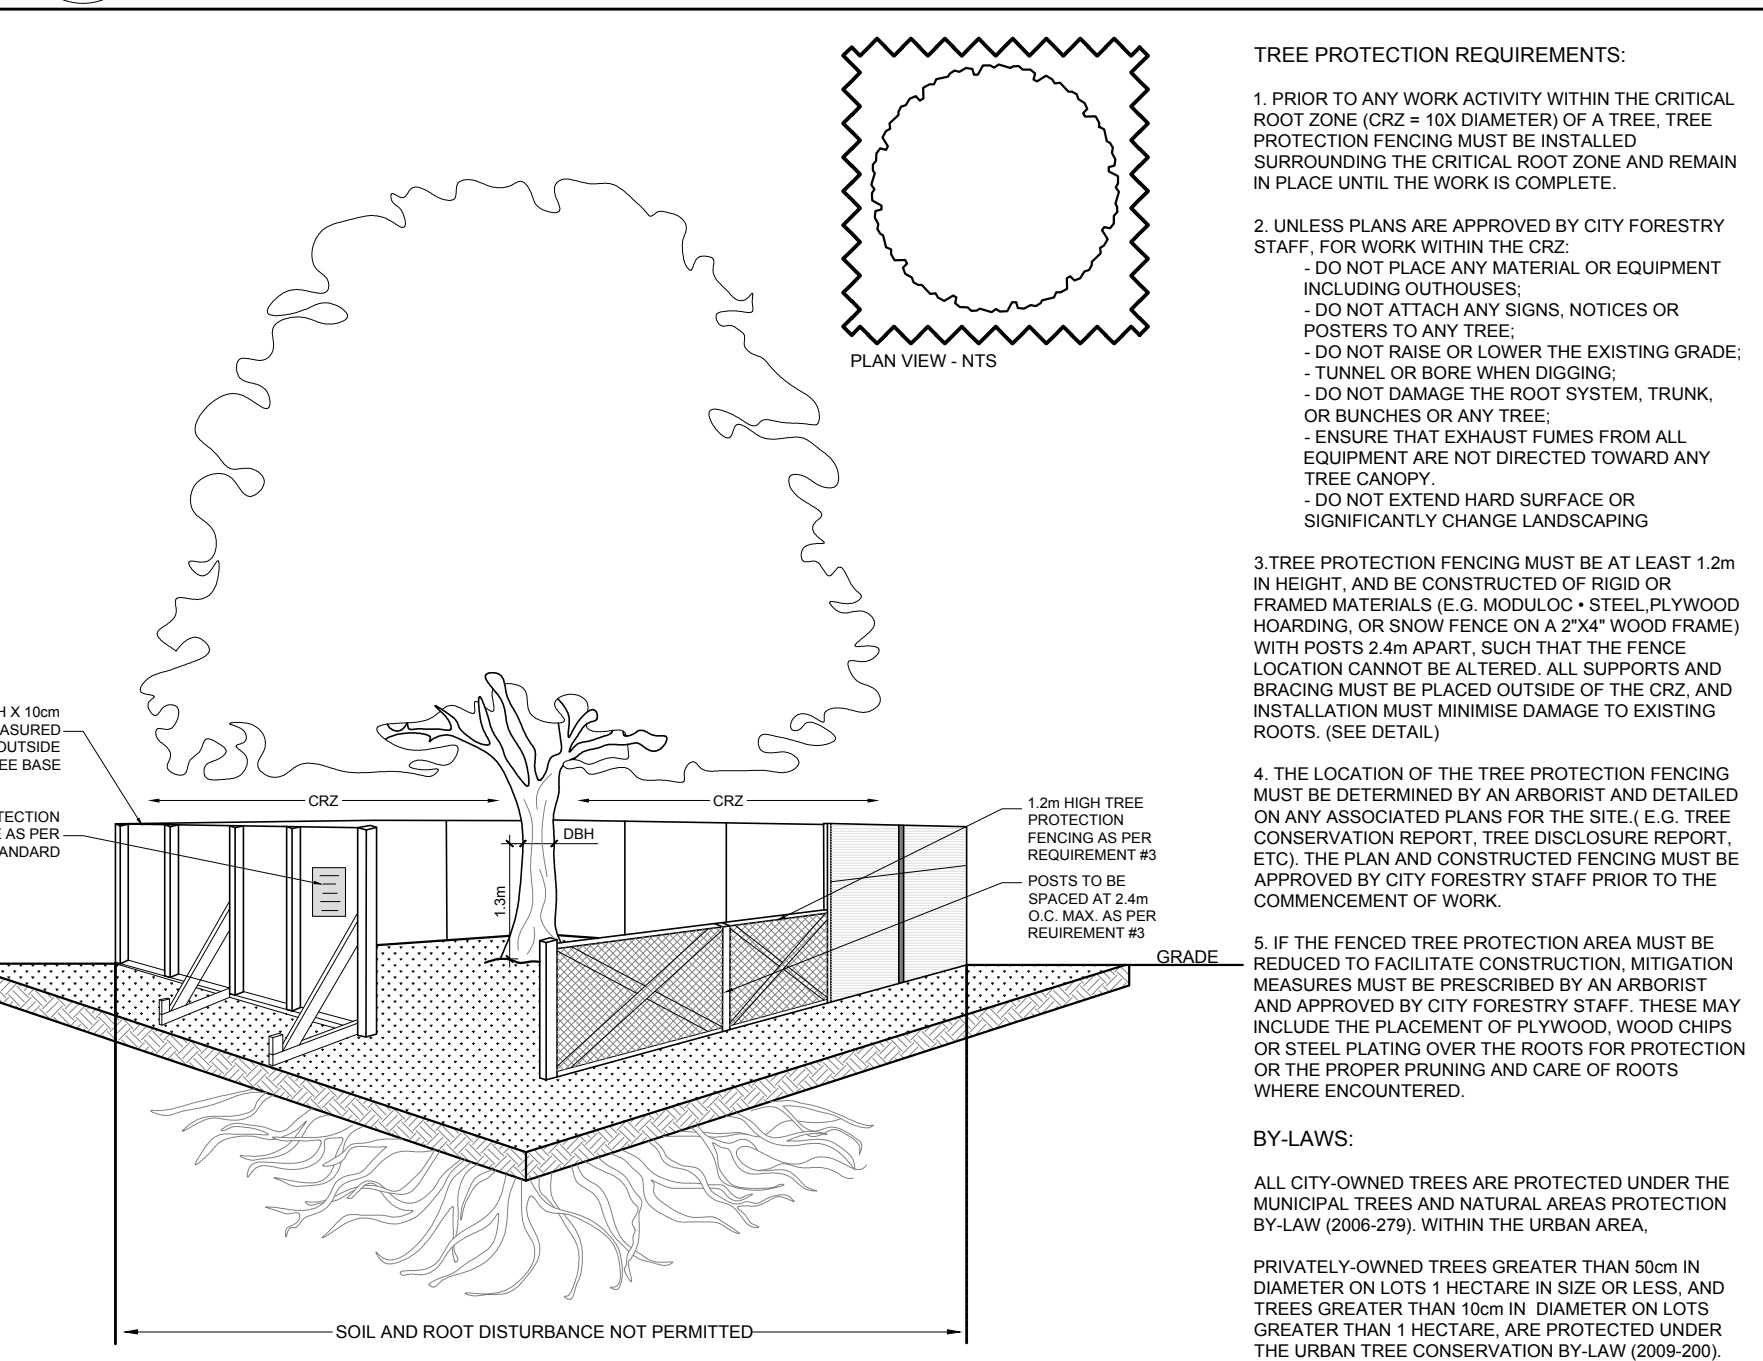 PLAN VIEW - NTS
H X 10cm
ASURED
OUTSIDE
EE BASE
TECTION
E AS PER
ANDARD
CRZ
CRZ
DBH
1.3m
1.2m HIGH TREE
PROTECTION
FENCING AS PER
REQUIREMENT #3
POSTS TO BE
SPACED AT 2.4m
O.C. MAX. AS PER
REUIREMENT #3
GRADE
SOIL AND ROOT DISTURBANCE NOT PERMITTED
TREE PROTECTION REQUIREMENTS:
1. PRIOR TO ANY WORK ACTIVITY WITHIN THE CRITICAL
ROOT ZONE (CRZ = 10X DIAMETER) OF A TREE, TREE
PROTECTION FENCING MUST BE INSTALLED
SURROUNDING THE CRITICAL ROOT ZONE AND REMAIN
IN PLACE UNTIL THE WORK IS COMPLETE.
2. UNLESS PLANS ARE APPROVED BY CITY FORESTRY
STAFF, FOR WORK WITHIN THE CRZ:
- DO NOT PLACE ANY MATERIAL OR EQUIPMENT
INCLUDING OUTHOUSES;
- DO NOT ATTACH ANY SIGNS, NOTICES OR
POSTERS TO ANY TREE;
- DO NOT RAISE OR LOWER THE EXISTING GRADE;
- TUNNEL OR BORE WHEN DIGGING;
- DO NOT DAMAGE THE ROOT SYSTEM, TRUNK,
OR BUNCHES OR ANY TREE;
- ENSURE THAT EXHAUST FUMES FROM ALL
EQUIPMENT ARE NOT DIRECTED TOWARD ANY
TREE CANOPY.
- DO NOT EXTEND HARD SURFACE OR
SIGNIFICANTLY CHANGE LANDSCAPING
3.TREE PROTECTION FENCING MUST BE AT LEAST 1.2m
IN HEIGHT, AND BE CONSTRUCTED OF RIGID OR
FRAMED MATERIALS (E.G. MODULOC • STEEL,PLYWOOD
HOARDING, OR SNOW FENCE ON A 2"X4" WOOD FRAME)
WITH POSTS 2.4m APART, SUCH THAT THE FENCE
LOCATION CANNOT BE ALTERED. ALL SUPPORTS AND
BRACING MUST BE PLACED OUTSIDE OF THE CRZ, AND
INSTALLATION MUST MINIMISE DAMAGE TO EXISTING
ROOTS. (SEE DETAIL)
4. THE LOCATION OF THE TREE PROTECTION FENCING
MUST BE DETERMINED BY AN ARBORIST AND DETAILED
ON ANY ASSOCIATED PLANS FOR THE SITE.( E.G. TREE
CONSERVATION REPORT, TREE DISCLOSURE REPORT,
ETC). THE PLAN AND CONSTRUCTED FENCING MUST BE
APPROVED BY CITY FORESTRY STAFF PRIOR TO THE
COMMENCEMENT OF WORK.
5. IF THE FENCED TREE PROTECTION AREA MUST BE
REDUCED TO FACILITATE CONSTRUCTION, MITIGATION
MEASURES MUST BE PRESCRIBED BY AN ARBORIST
AND APPROVED BY CITY FORESTRY STAFF. THESE MAY
INCLUDE THE PLACEMENT OF PLYWOOD, WOOD CHIPS
OR STEEL PLATING OVER THE ROOTS FOR PROTECTION
OR THE PROPER PRUNING AND CARE OF ROOTS
WHERE ENCOUNTERED.
BY-LAWS:
ALL CITY-OWNED TREES ARE PROTECTED UNDER THE
MUNICIPAL TREES AND NATURAL AREAS PROTECTION
BY-LAW (2006-279). WITHIN THE URBAN AREA,
PRIVATELY-OWNED TREES GREATER THAN 50cm IN
DIAMETER ON LOTS 1 HECTARE IN SIZE OR LESS, AND
TREES GREATER THAN 10cm IN  DIAMETER ON LOTS
GREATER THAN 1 HECTARE, ARE PROTECTED UNDER
THE URBAN TREE CONSERVATION BY-LAW (2009-200).